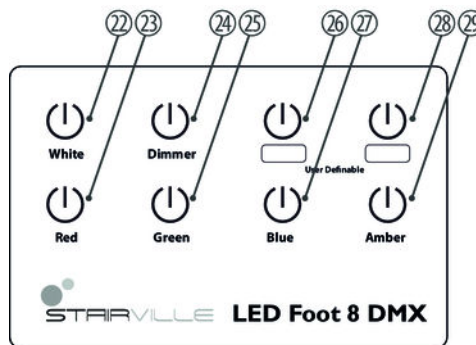 22 23 24 25 26 27 28 29
White Dimmer
User Definable
Red Green Blue Amber
STAIRVILLE LED Foot 8 DMX